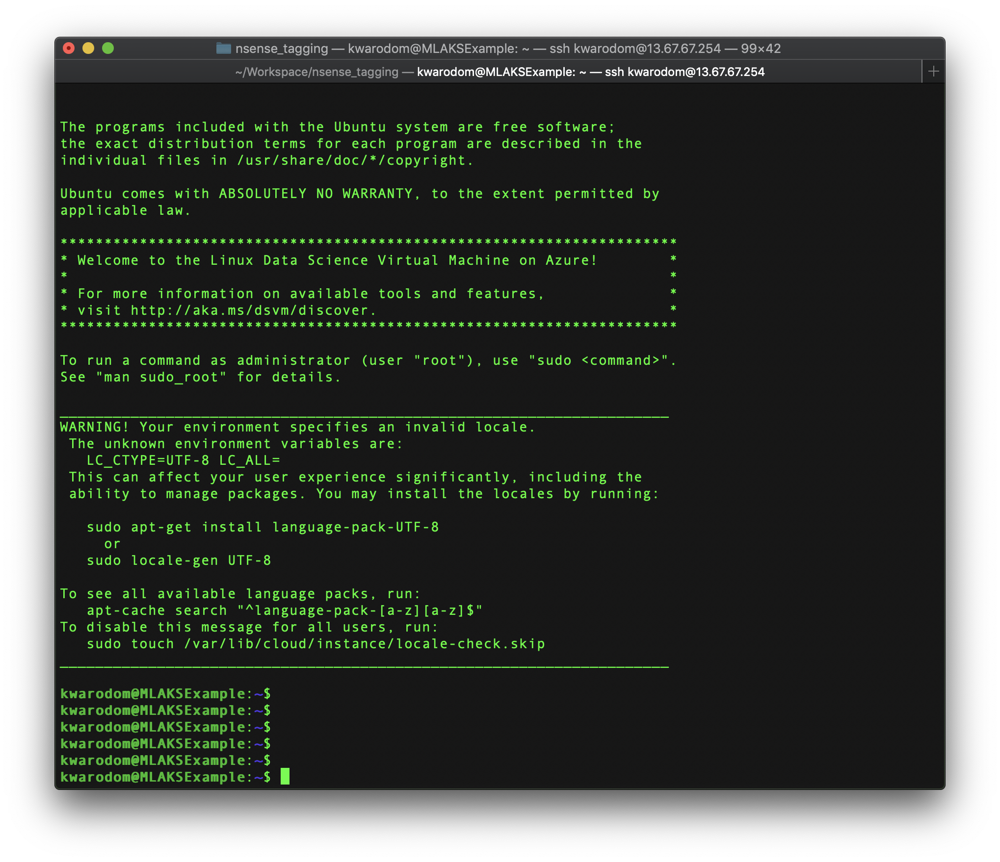 nsense_tagging — kwarodom@MLAKSExample: ~ — ssh kwarodom@13.67.67.254 — 99×42
~/Workspace/nsense_tagging — kwarodom@MLAKSExample: ~ — ssh kwarodom@13.67.67.254
The programs included with the Ubuntu system are free software;
the exact distribution terms for each program are described in the
individual files in /usr/share/doc/*/copyright.
Ubuntu comes with ABSOLUTELY NO WARRANTY, to the extent permitted by
applicable law.
**********************************************************************
* Welcome to the Linux Data Science Virtual Machine on Azure!        *
*                                                                    *
* For more information on available tools and features,              *
* visit http://aka.ms/dsvm/discover.                                 *
**********************************************************************
To run a command as administrator (user "root"), use "sudo <command>".
See "man sudo_root" for details.
_____________________________________________________________________
WARNING! Your environment specifies an invalid locale.
 The unknown environment variables are:
   LC_CTYPE=UTF-8 LC_ALL=
 This can affect your user experience significantly, including the
 ability to manage packages. You may install the locales by running:
   sudo apt-get install language-pack-UTF-8
     or
   sudo locale-gen UTF-8
To see all available language packs, run:
   apt-cache search "^language-pack-[a-z][a-z]$"
To disable this message for all users, run:
   sudo touch /var/lib/cloud/instance/locale-check.skip
_____________________________________________________________________
kwarodom@MLAKSExample:~$
kwarodom@MLAKSExample:~$
kwarodom@MLAKSExample:~$
kwarodom@MLAKSExample:~$
kwarodom@MLAKSExample:~$
kwarodom@MLAKSExample:~$